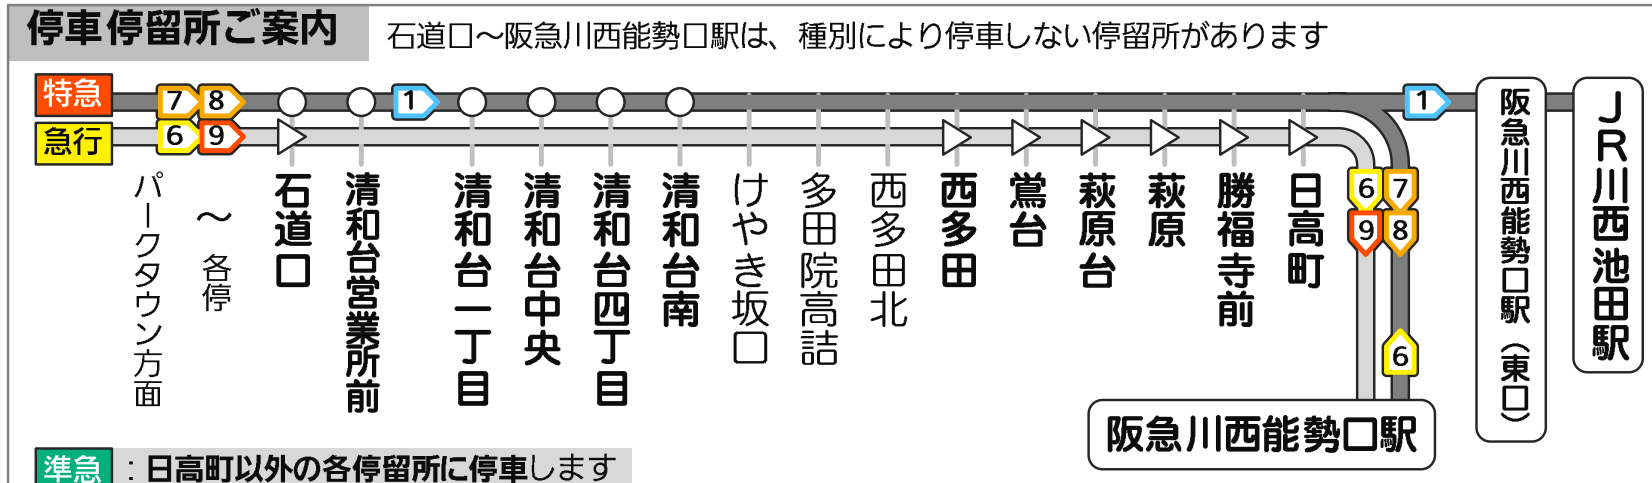 停車停留所ご案内
石道口～阪急川西能勢口駅は、種別により停車しない停留所があります
特急
7 8
1
1
急行
6 9
パークタウン方面
～各停
石道口
清和台営業所前
清和台一丁目
清和台中央
清和台四丁目
清和台南
けやき坂口
多田院高詰
西多田北
西多田
鴬台
萩原台
萩原
勝福寺前
日高町
6 7
9 8
6
阪急川西能勢口駅
阪急川西能勢口駅（東口）
JR川西池田駅
準急：日高町以外の各停留所に停車します